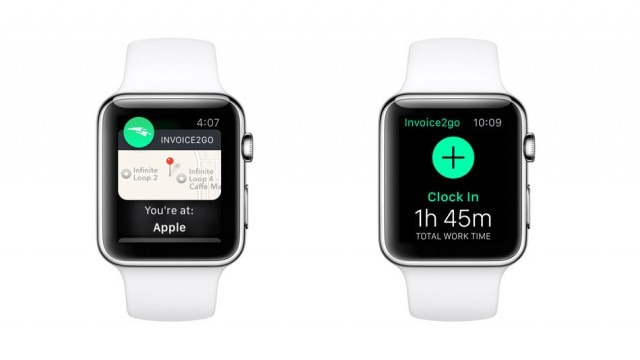 4:07
INVOICE2GO
Infinite
Loop 2
Infinite
Loop 4 -
Caffé Ma
You're at:
Apple
Invoice2go 10:09
Clock In
1h 45m
TOTAL WORK TIME